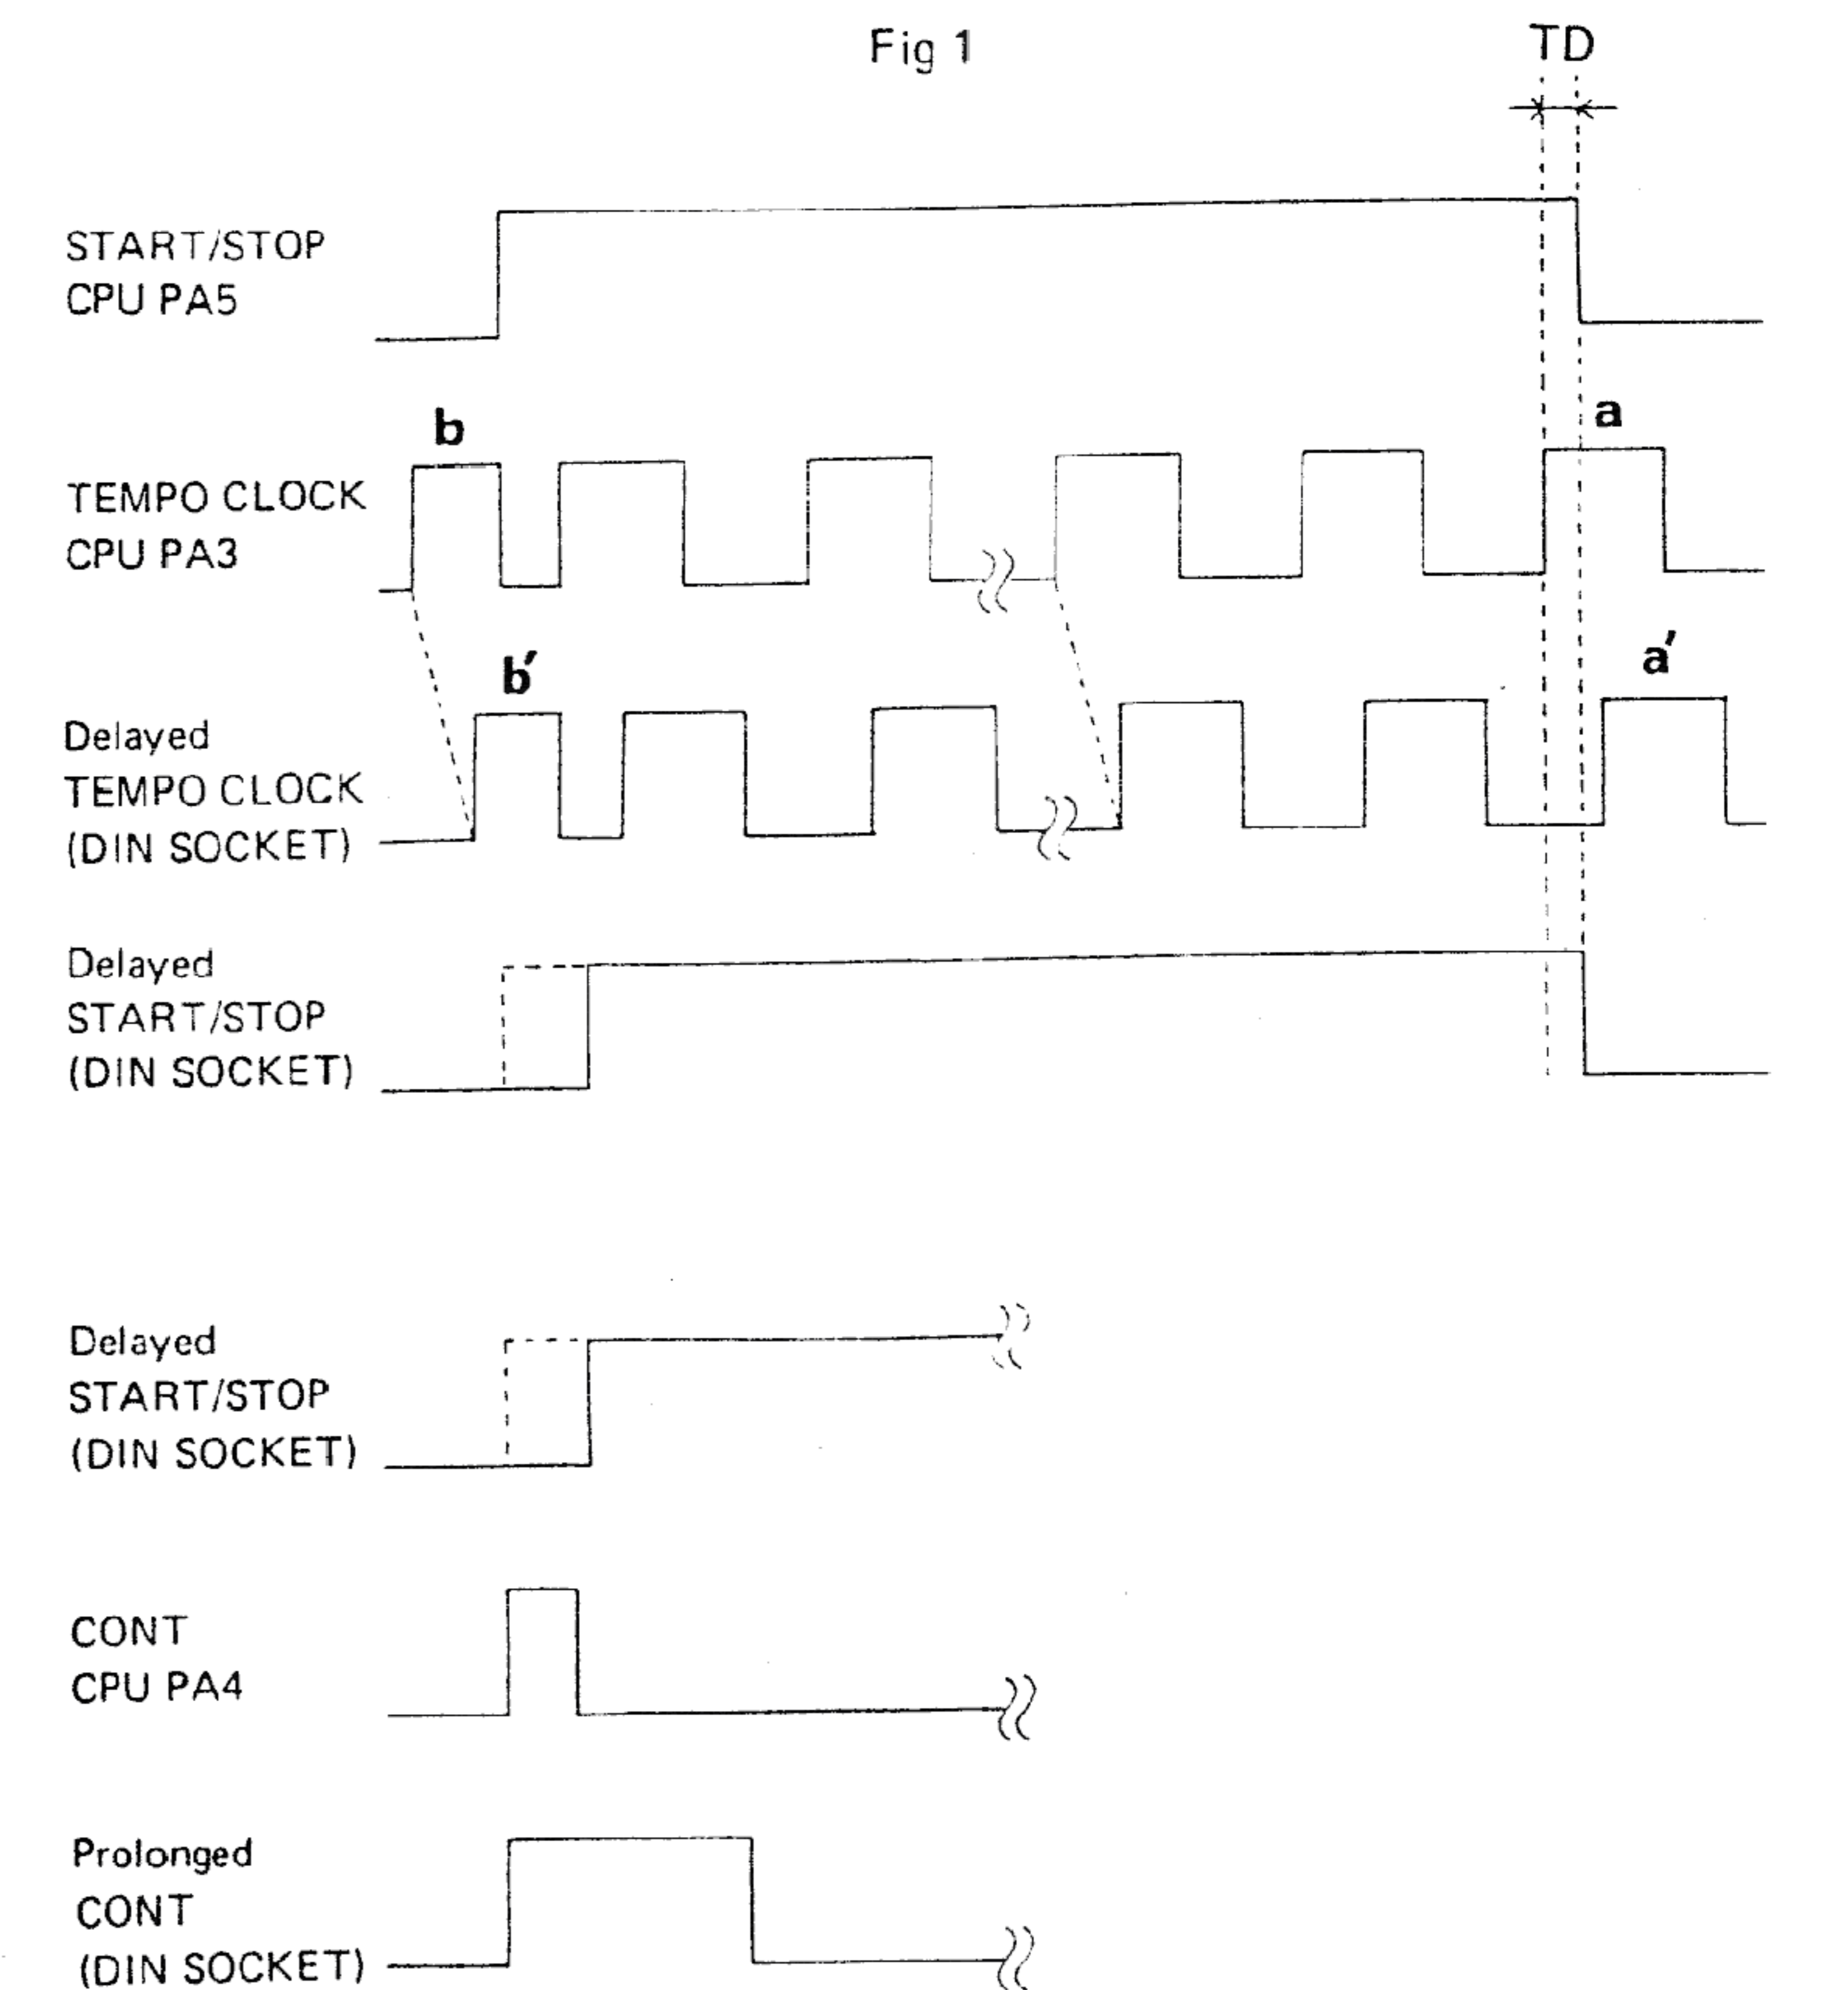 Fig 1
TD
START/STOP
CPU PA5
b
a
TEMPO CLOCK
CPU PA3
b′
a′
Delayed
TEMPO CLOCK
(DIN SOCKET)
Delayed
START/STOP
(DIN SOCKET)
Delayed
START/STOP
(DIN SOCKET)
CONT
CPU PA4
Prolonged
CONT
(DIN SOCKET)